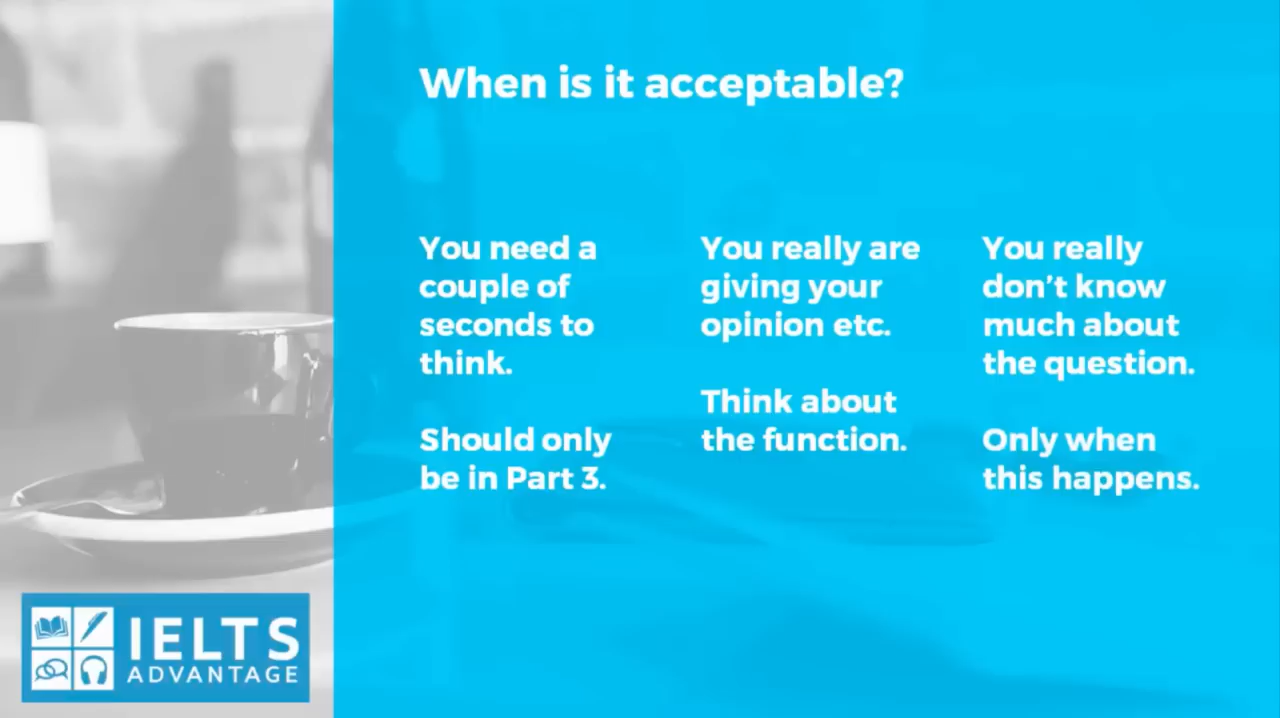 When is it acceptable?
You need a
couple of
seconds to
think.
Should only
be in Part 3.
You really are
giving your
opinion etc.
Think about
the function.
You really
don’t know
much about
the question.
Only when
this happens.
IELTS
ADVANTAGE